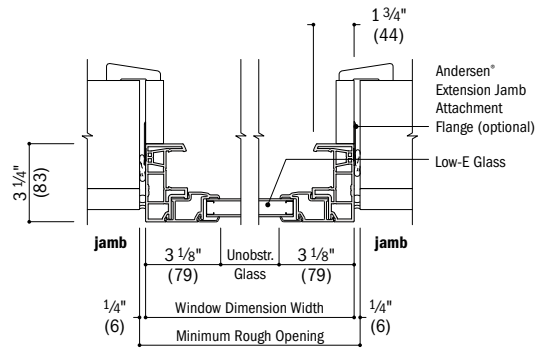 1 3/4"
(44)
Andersen®
Extension Jamb
Attachment
Flange (optional)
Low-E Glass
3 1/4"
(83)
jamb
3 1/8"
(79)
Unobstr.
Glass
3 1/8"
(79)
jamb
1/4"
(6)
Window Dimension Width
1/4"
(6)
Minimum Rough Opening